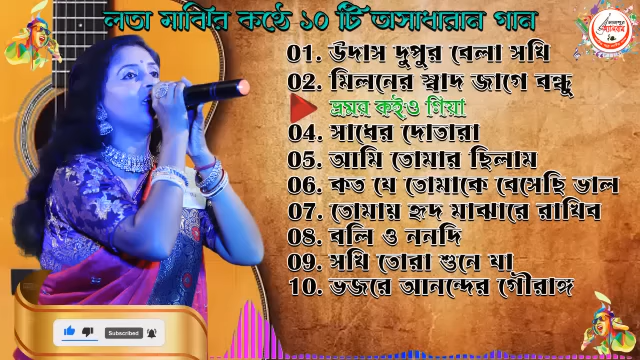 লতা মাঝির কন্ঠে ১০ টি অসাধারান গান
01. উদাস দুপুর বেলা সখি
02. মিলনের স্বাদ জাগে বন্ধু
ভ্রমর কইও গিয়া
04. সাধের দোতারা
05. আমি তোমার ছিলাম
06. কত যে তোমাকে বেসেছি ভাল
07. তোমায় হৃদ মাঝারে রাখিব
08. বলি ও ননদি
09. সখি তোরা শুনে যা
10. ভজরে আনন্দের গৌরাঙ্গ
Subscribed